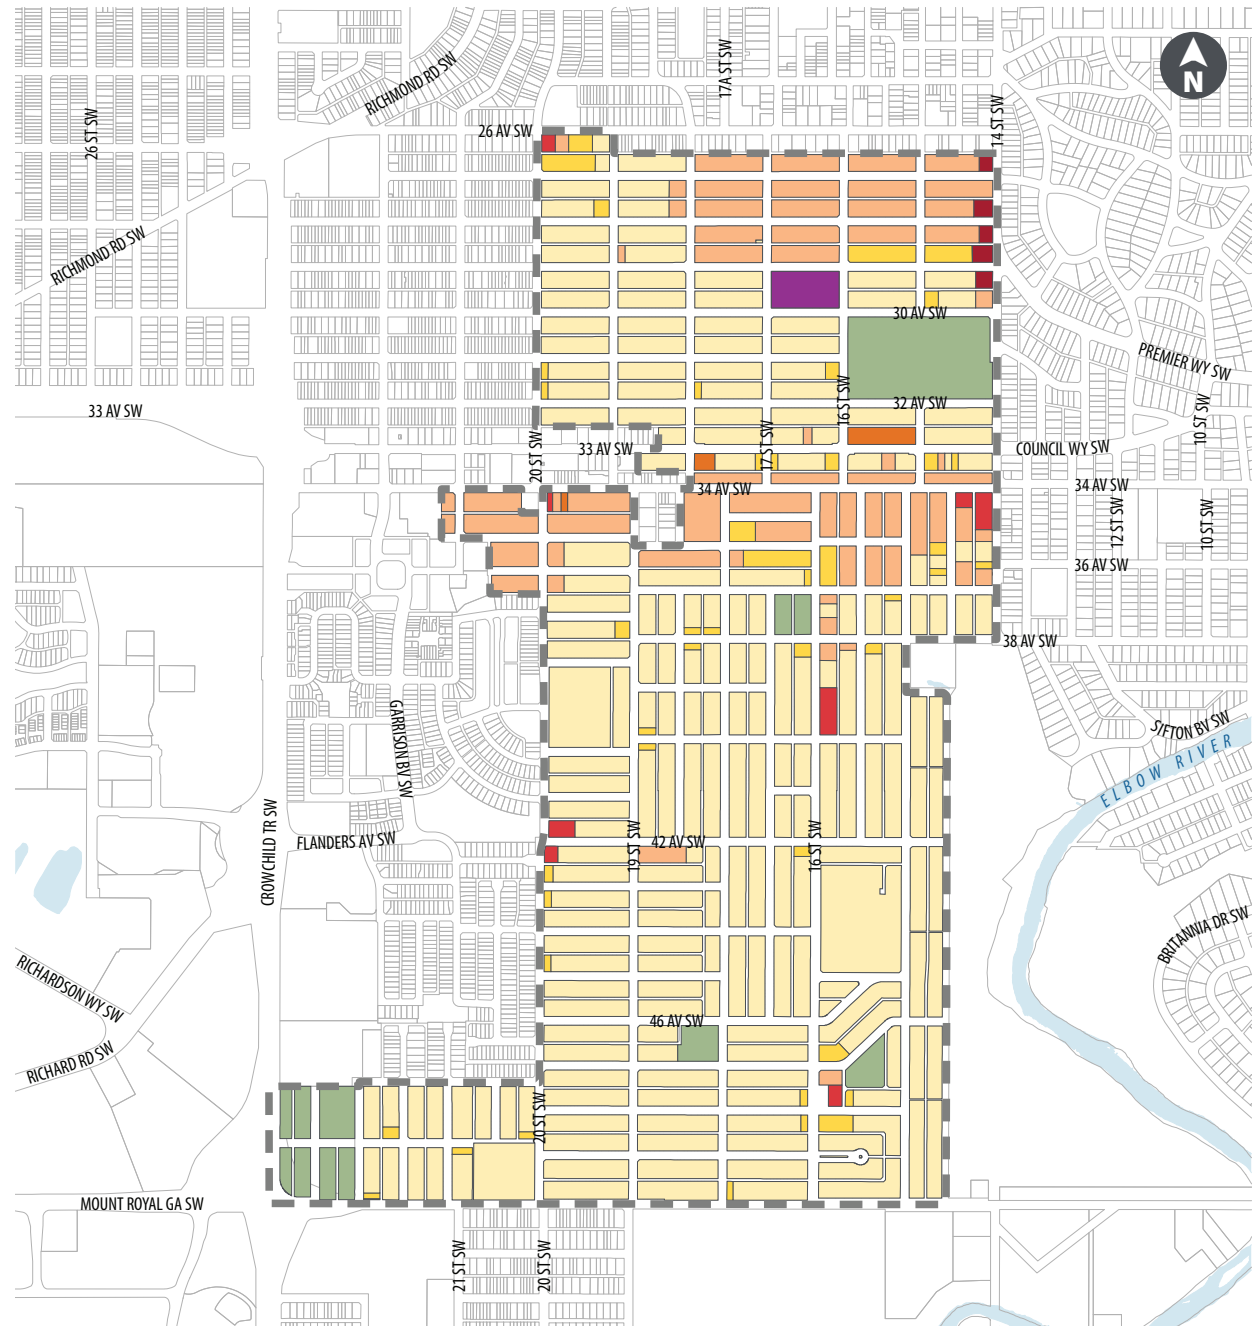 RICHMOND RD SW
17A ST SW
N
26 ST SW
26 AV SW
14 ST SW
RICHMOND RD SW
30 AV SW
PREMIER WY SW
16 ST SW
32 AV SW
33 AV SW
10 ST SW
17 ST SW
33 AV SW
20 ST SW
COUNCIL WY SW
34 AV SW
34 AV SW
12 ST SW
10 ST SW
36 AV SW
38 AV SW
GARRISON BV SW
SIFTON BV SW
ELBOW RIVER
CROWCHILD TR SW
FLANDERS AV SW
19 ST SW
42 AV SW
16 ST SW
BRITANNIA DR SW
RICHARDSON WY SW
46 AV SW
RICHARD RD SW
20 ST SW
MOUNT ROYAL GA SW
21 ST SW
20 ST SW